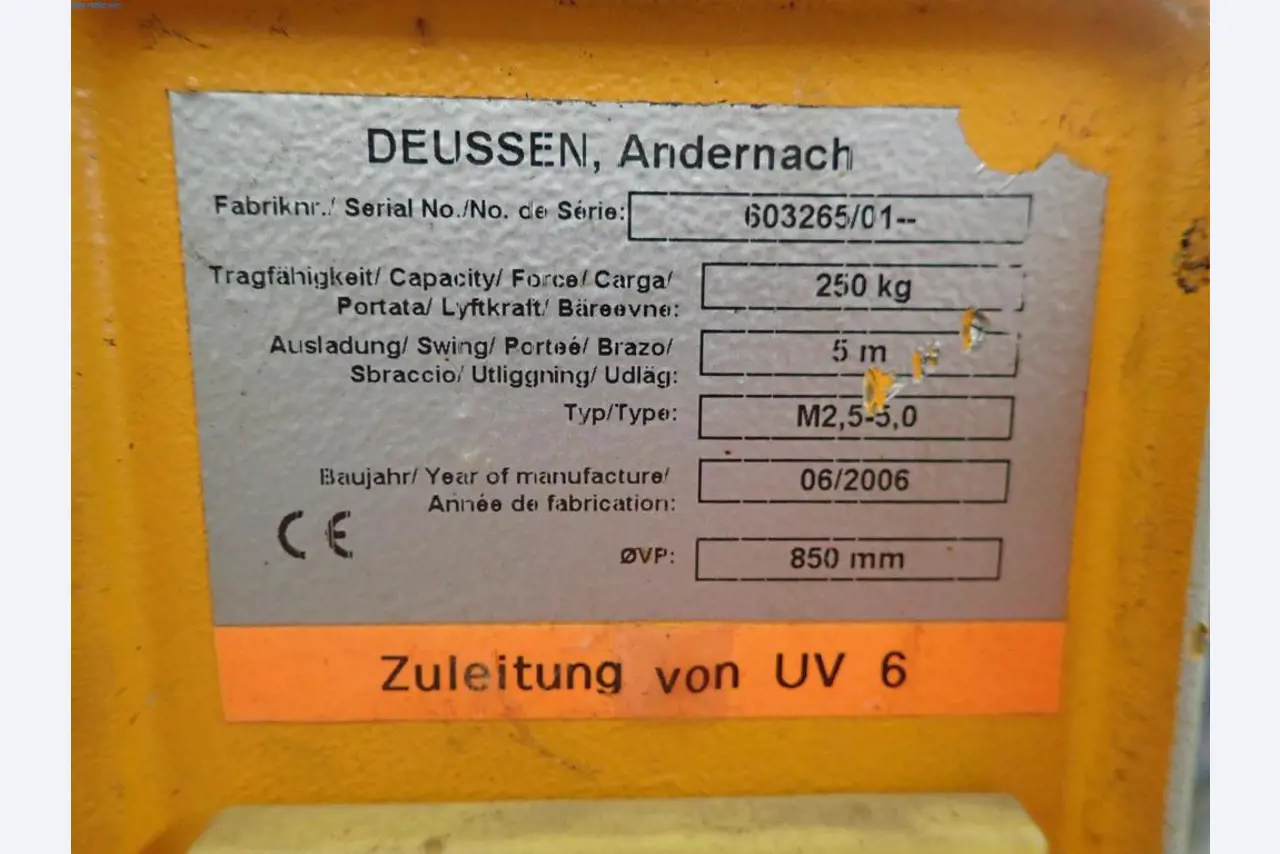 DEUSSEN, Andernach
Fabriknr./ Serial No./No. de Série: 603265/01--
Tragfähigkeit/ Capacity/ Force/ Carga/
Portata/ Lyftkraft/ Bäreevne: 250 kg
Ausladung/ Swing/ Porteé/ Brazo/
Sbraccio/ Utliggning/ Udläg: 5 m
Typ/Type: M2,5-5,0
Baujahr/ Year of manufacture/
Année de fabrication: 06/2006
CE
ØVP: 850 mm
Zuleitung von UV 6